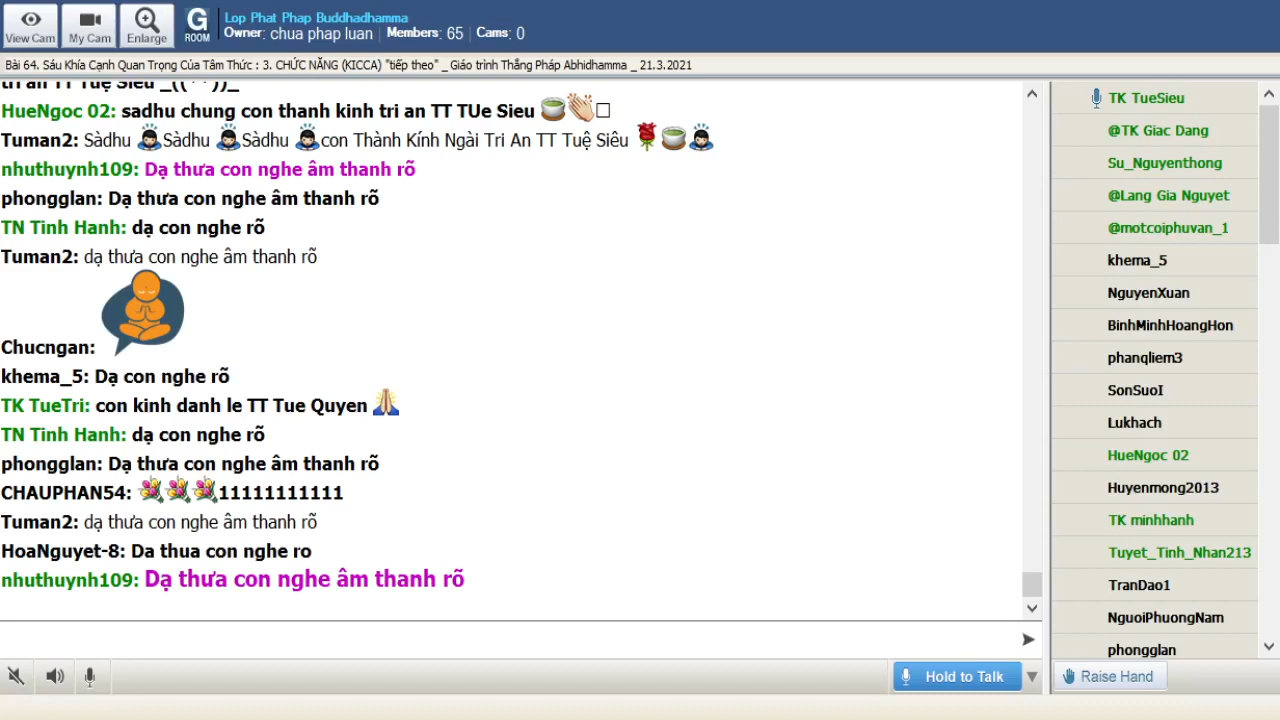 View Cam
My Cam
Enlarge
G
ROOM
Lop Phat Phap Buddhadhamma
Owner: chua phap luan | Members: 65 | Cams: 0
Bài 64. Sáu Khía Cạnh Quan Trọng Của Tâm Thức : 3. CHỨC NĂNG (KICCA) "tiếp theo" _ Giáo trình Thắng Pháp Abhidhamma _ 21.3.2021
tri ân TT Tuệ Siêu _((^^))_
HueNgoc 02: sadhu chung con thanh kinh tri an TT TUe Sieu
Tuman2: Sàdhu Sàdhu Sàdhu con Thành Kính Ngài Tri An TT Tuệ Siêu
nhuthuynh109: Dạ thưa con nghe âm thanh rõ
phongglan: Dạ thưa con nghe âm thanh rõ
TN Tinh Hanh: dạ con nghe rõ
Tuman2: dạ thưa con nghe âm thanh rõ
Chucngan:
khema_5: Dạ con nghe rõ
TK TueTri: con kinh danh le TT Tue Quyen
TN Tinh Hanh: dạ con nghe rõ
phongglan: Dạ thưa con nghe âm thanh rõ
CHAUPHAN54: 11111111111
Tuman2: dạ thưa con nghe âm thanh rõ
HoaNguyet-8: Da thua con nghe ro
nhuthuynh109: Dạ thưa con nghe âm thanh rõ
Hold to Talk
TK TueSieu
@TK Giac Dang
Su_Nguyenthong
@Lang Gia Nguyet
@motcoiphuvan_1
khema_5
NguyenXuan
BinhMinhHoangHon
phanqliem3
SonSuoI
Lukhach
HueNgoc 02
Huyenmong2013
TK minhhanh
Tuyet_Tinh_Nhan213
TranDao1
NguoiPhuongNam
phongglan
Raise Hand